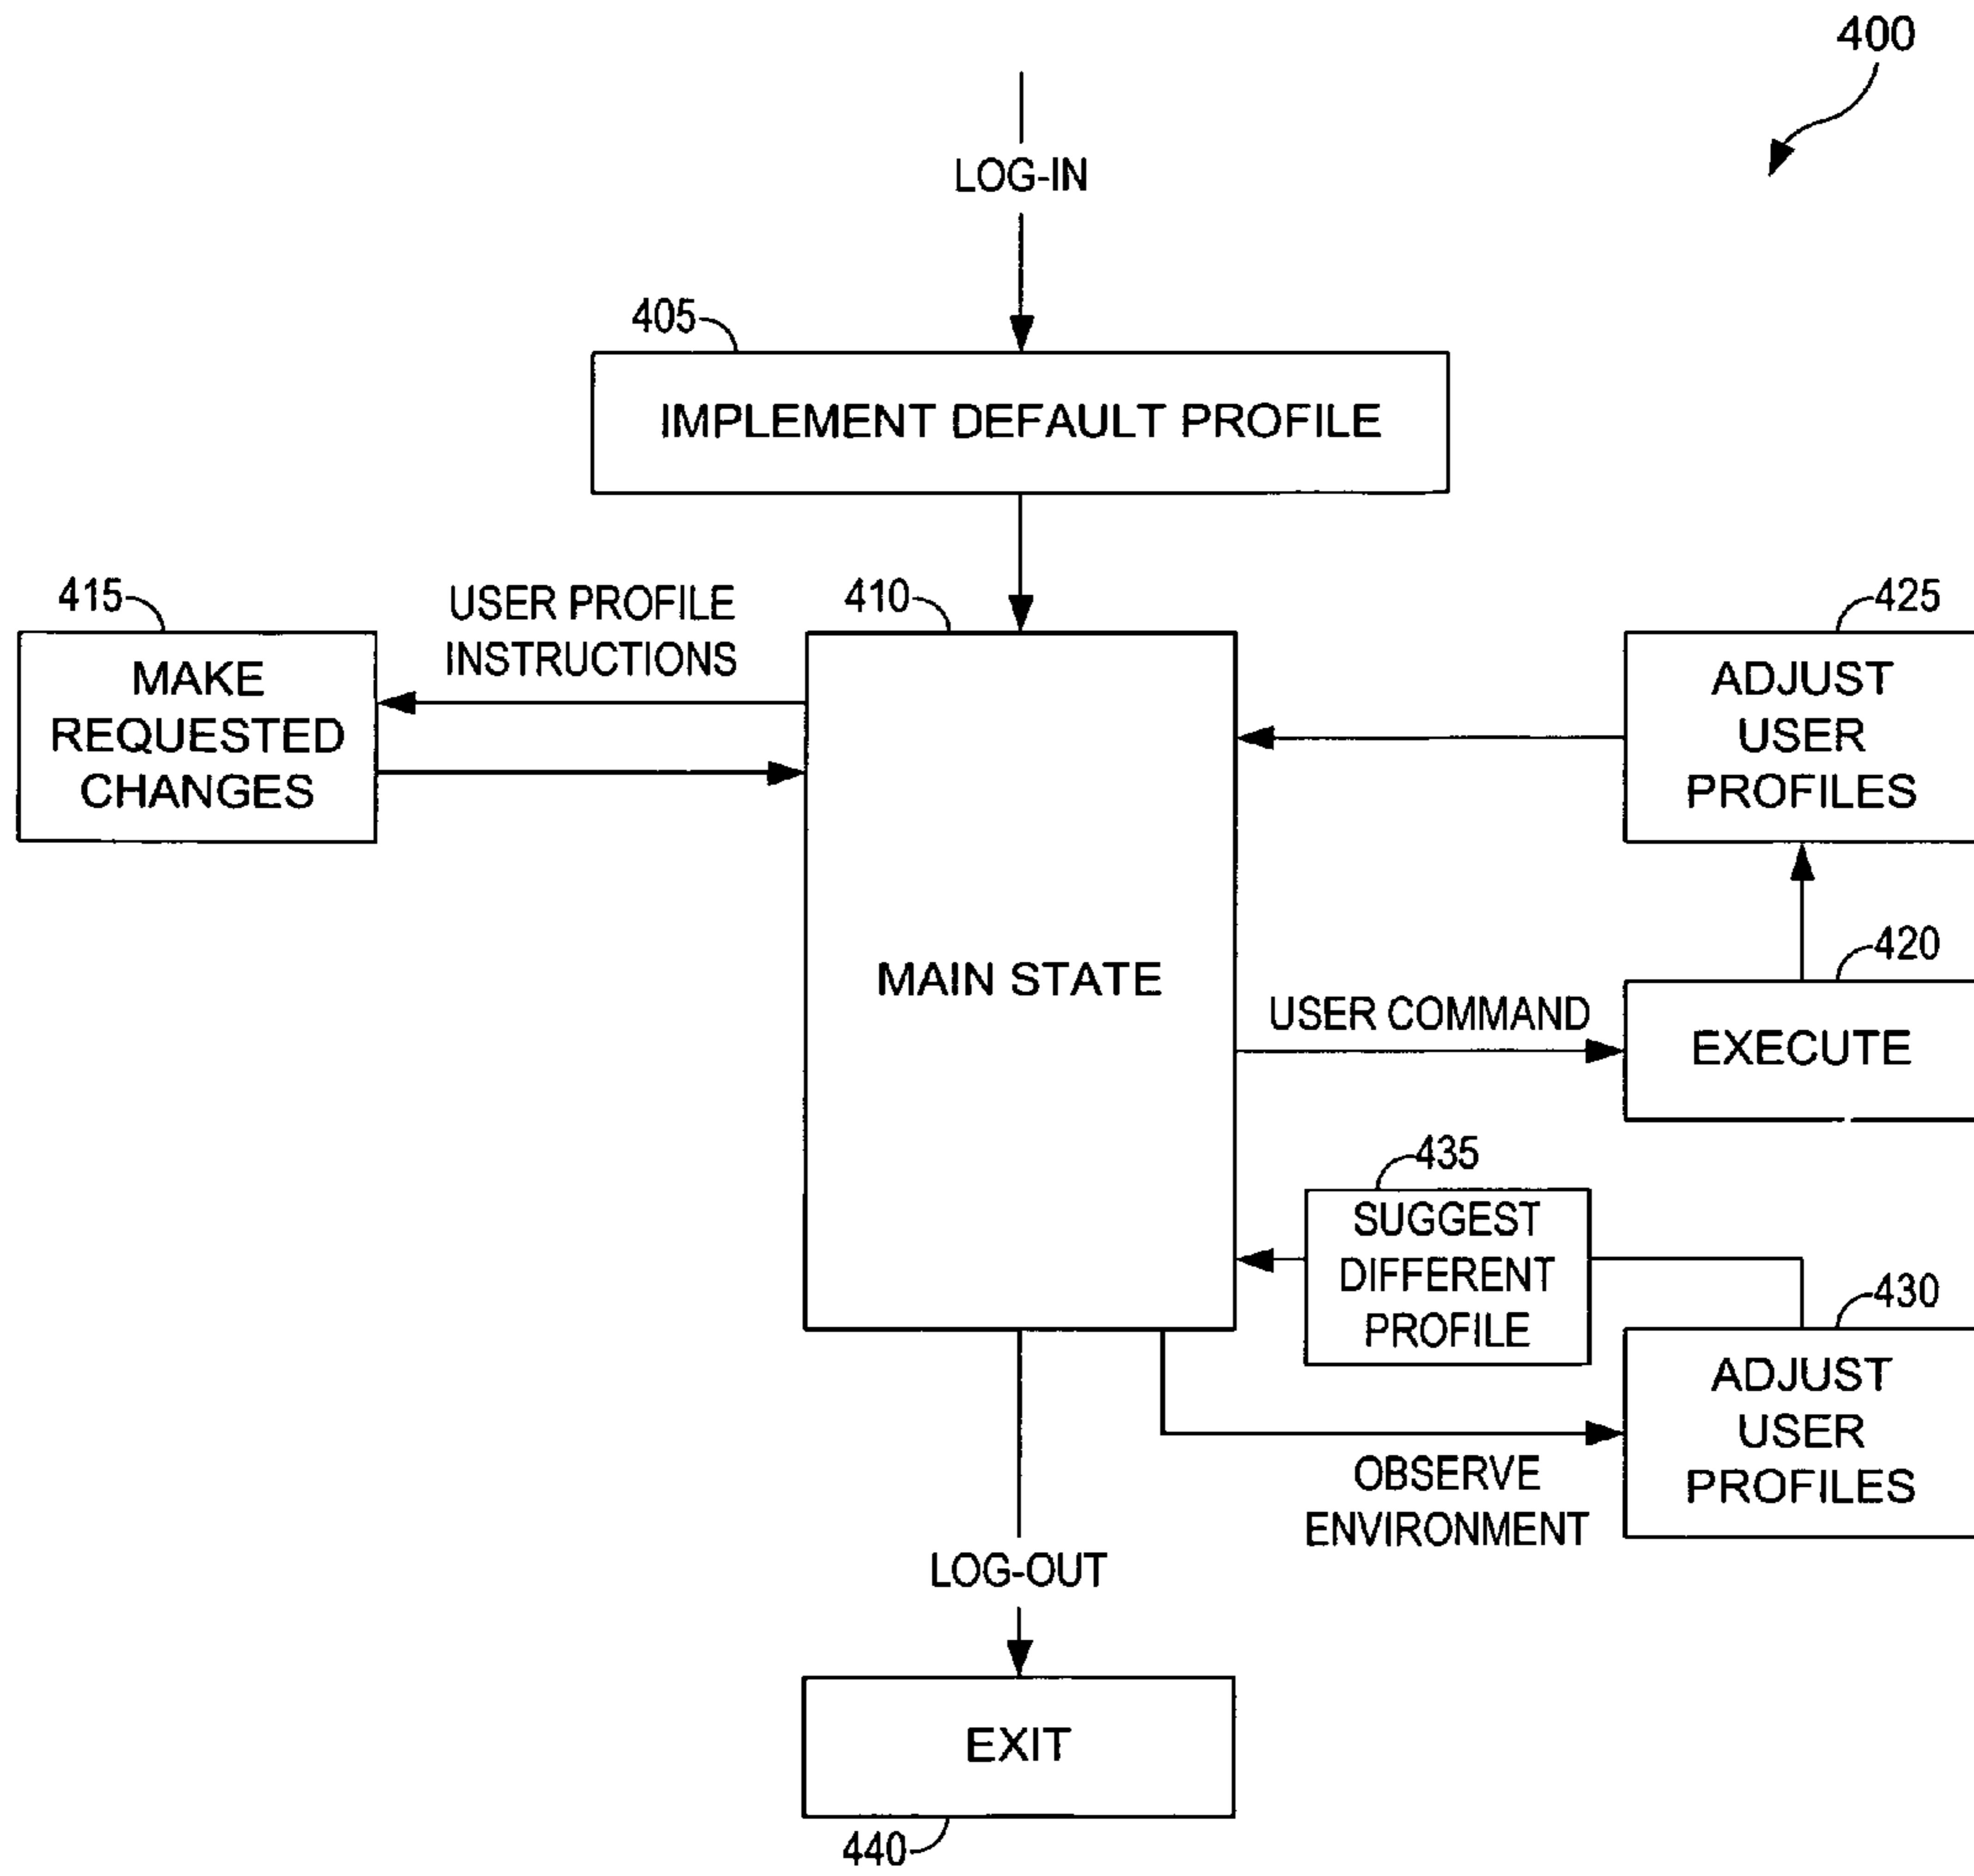 400
LOG-IN
405
IMPLEMENT DEFAULT PROFILE
415
USER PROFILE
INSTRUCTIONS
410
425
MAKE
REQUESTED
CHANGES
ADJUST
USER
PROFILES
MAIN STATE
420
USER COMMAND
EXECUTE
435
SUGGEST
DIFFERENT
PROFILE
430
ADJUST
USER
PROFILES
OBSERVE
ENVIRONMENT
LOG-OUT
EXIT
440